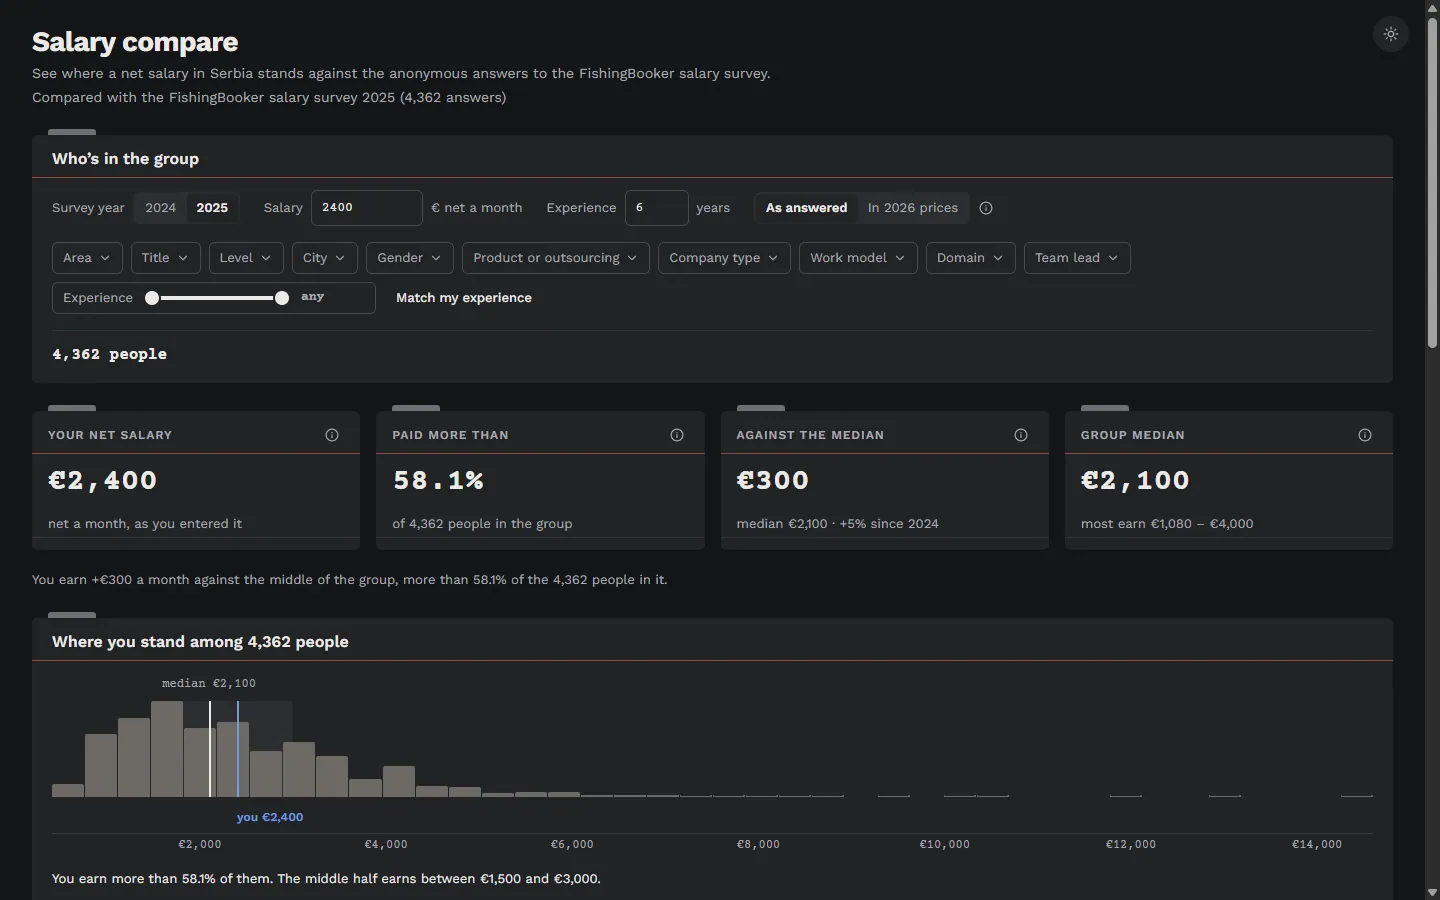 Salary compare
See where a net salary in Serbia stands against the anonymous answers to the FishingBooker salary survey.
Compared with the FishingBooker salary survey 2025 (4,362 answers)
Who's in the group
Survey year 2024 2025 Salary 2400 € net a month Experience 6 years As answered In 2026 prices
Area Title Level City Gender Product or outsourcing Company type Work model Domain Team lead
Experience any Match my experience
4,362 people
YOUR NET SALARY PAID MORE THAN AGAINST THE MEDIAN GROUP MEDIAN
€2,400 58.1% €300 €2,100
net a month, as you entered it of 4,362 people in the group median €2,100 · +5% since 2024 most earn €1,080 – €4,000
You earn +€300 a month against the middle of the group, more than 58.1% of the 4,362 people in it.
Where you stand among 4,362 people
median €2,100
you €2,400
€2,000 €4,000 €6,000 €8,000 €10,000 €12,000 €14,000
You earn more than 58.1% of them. The middle half earns between €1,500 and €3,000.